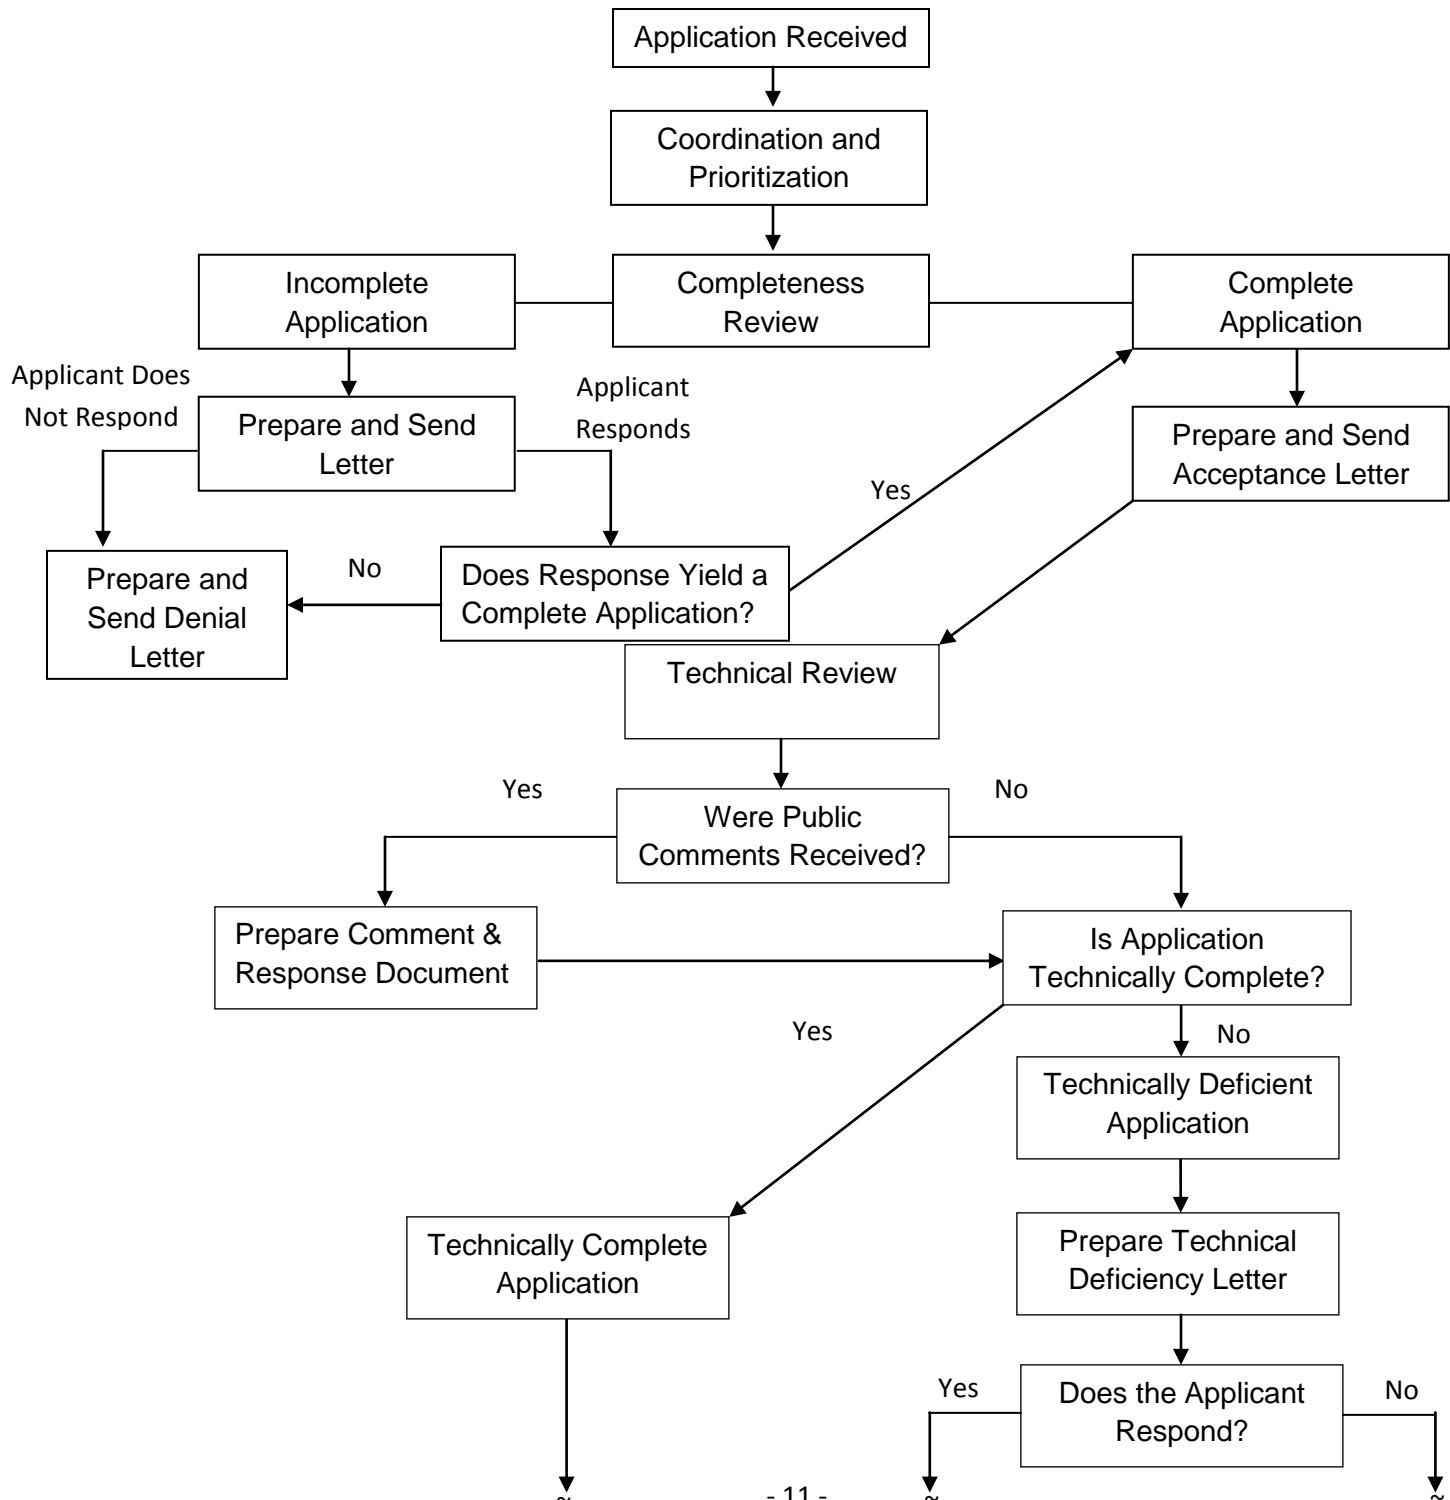 Application Received
Coordination and
Prioritization
Incomplete
Application
Completeness
Review
Complete
Application
Applicant Does
Not Respond
Prepare and Send
Letter
Applicant
Responds
Prepare and Send
Acceptance Letter
Yes
Prepare and
Send Denial
Letter
No
Does Response Yield a
Complete Application?
Technical Review
Yes
Were Public
Comments Received?
No
Prepare Comment &
Response Document
Is Application
Technically Complete?
Yes
No
Technically Deficient
Application
Technically Complete
Application
Prepare Technical
Deficiency Letter
Yes
Does the Applicant
Respond?
No
~
- 11 -
~
~